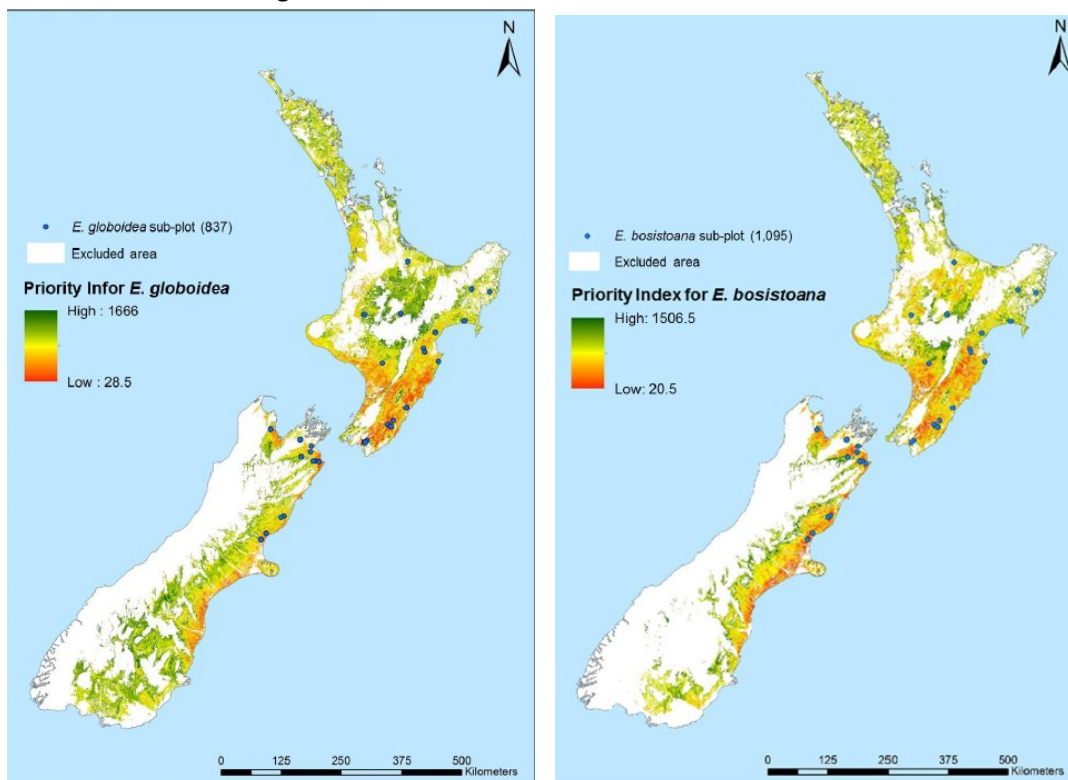 N
E. globoidea sub-plot (837)
Excluded area
Priority Infor E. globoidea
High : 1666
Low : 28.5
0 125 250 375 500
Kilometers
N
E. bosistoana sub-plot (1,095)
Excluded area
Priority Index for E. bosistoana
High: 1506.5
Low: 20.5
0 125 250 375 500
Kilometers